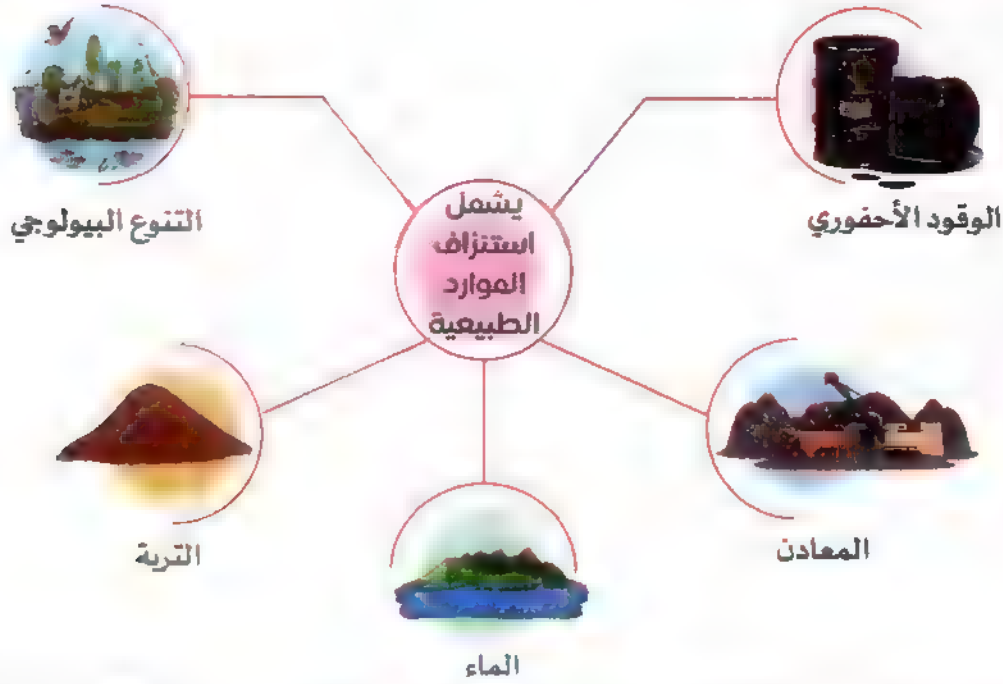 يشمل
استنزاف
الموارد
الطبيعية
الوقود الأحفوري
التنوع البيولوجي
المعادن
التربة
الماء